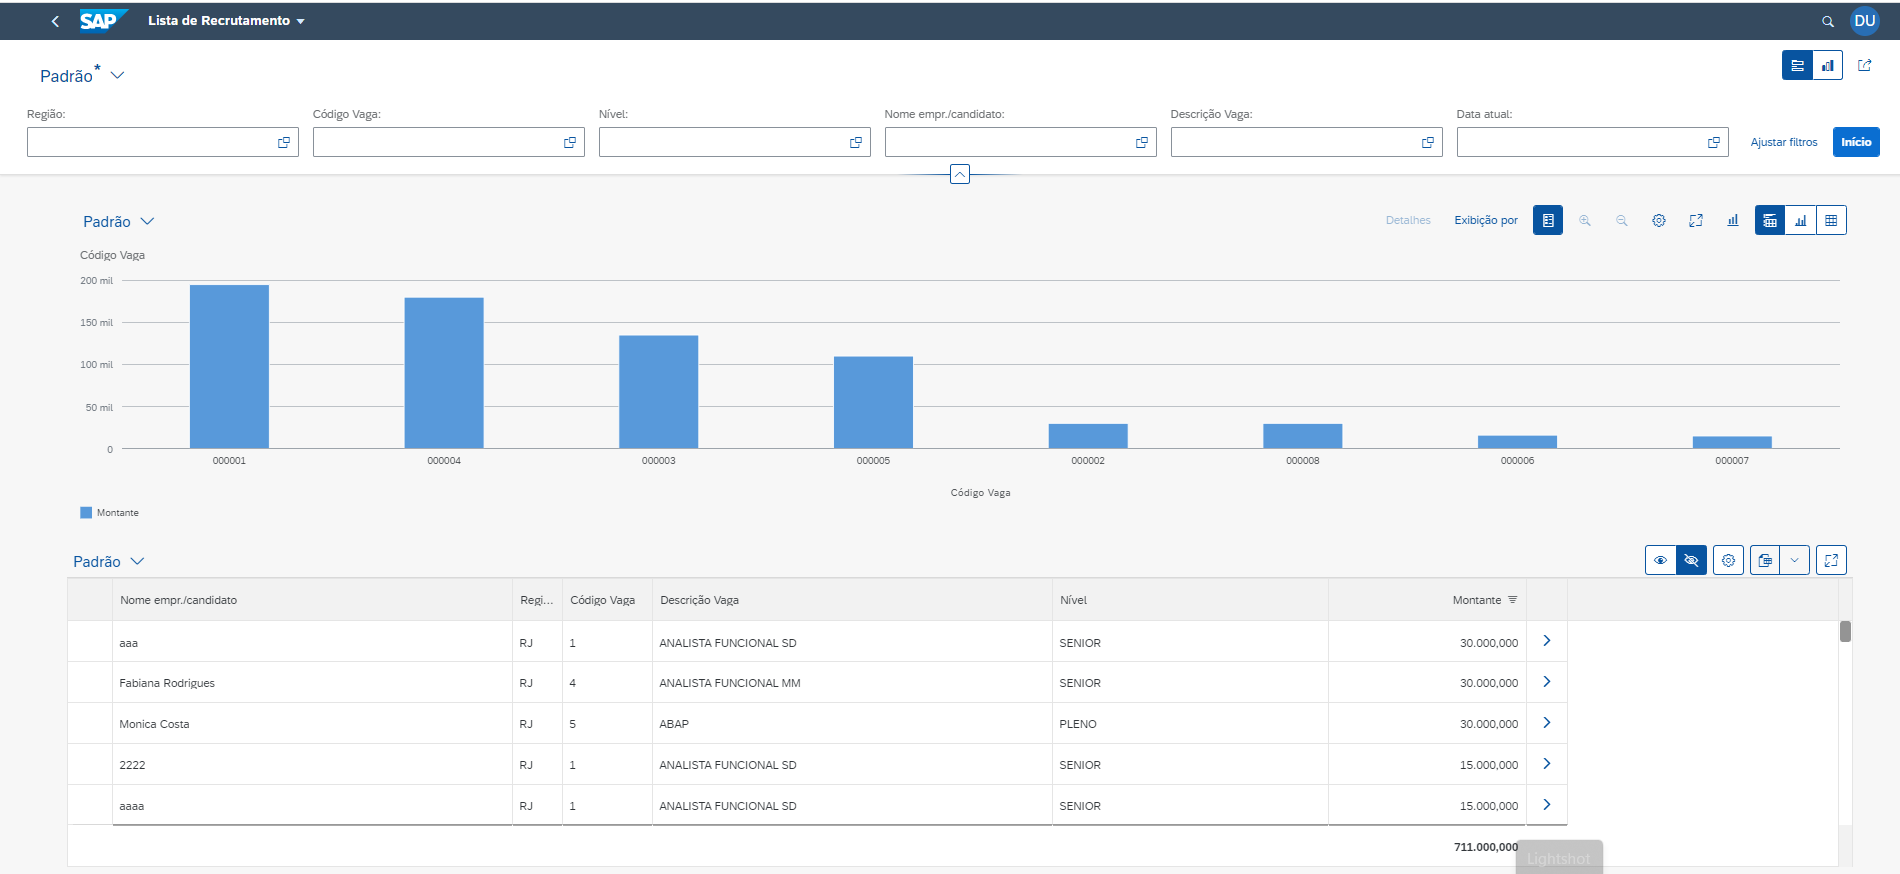 SAP Lista de Recrutamento DU
Padrão*
Região: Código Vaga: Nível: Nome empr./candidato: Descrição Vaga: Data atual:
Ajustar filtros Início
Padrão Detalhes Exibição por
Código Vaga
200 mil
150 mil
100 mil
50 mil
0
000001 000004 000003 000005 000002 000008 000006 000007
Código Vaga
Montante
Padrão
Nome empr./candidato Regi... Código Vaga Descrição Vaga Nível Montante
aaa RJ 1 ANALISTA FUNCIONAL SD SENIOR 30.000,000
Fabiana Rodrigues RJ 4 ANALISTA FUNCIONAL MM SENIOR 30.000,000
Monica Costa RJ 5 ABAP PLENO 30.000,000
2222 RJ 1 ANALISTA FUNCIONAL SD SENIOR 15.000,000
aaaa RJ 1 ANALISTA FUNCIONAL SD SENIOR 15.000,000
711.000,000
Lightshot